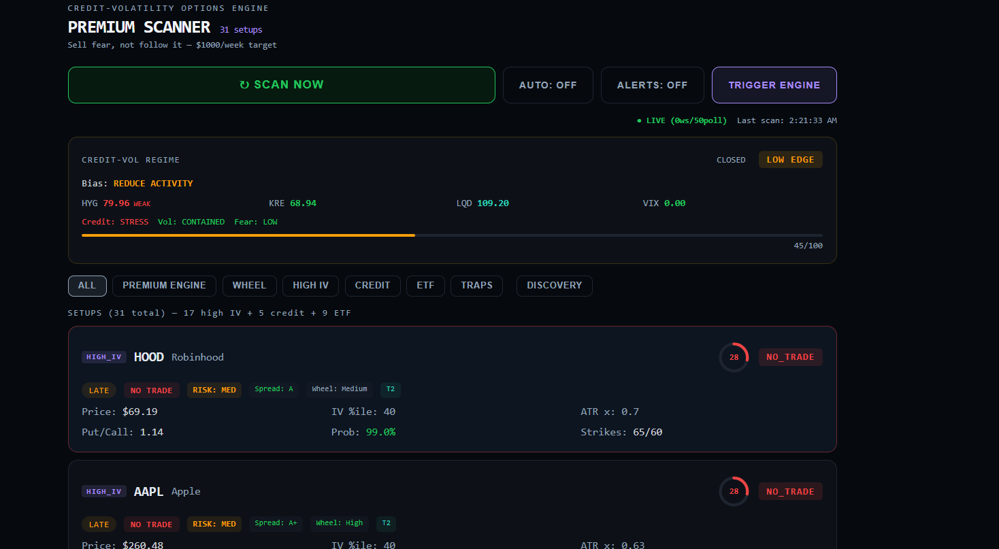 CREDIT-VOLATILITY OPTIONS ENGINE
PREMIUM SCANNER 31 setups
Sell fear, not follow it — $1000/week target
↻ SCAN NOW AUTO: OFF ALERTS: OFF TRIGGER ENGINE
● LIVE (0ws/50poll) Last scan: 2:21:33 AM
CREDIT-VOL REGIME CLOSED LOW EDGE
Bias: REDUCE ACTIVITY
HYG 79.96 WEAK KRE 68.94 LQD 109.20 VIX 0.00
Credit: STRESS Vol: CONTAINED Fear: LOW
45/100
ALL PREMIUM ENGINE WHEEL HIGH IV CREDIT ETF TRAPS DISCOVERY
SETUPS (31 total) — 17 high IV + 5 credit + 9 ETF
HIGH_IV HOOD Robinhood 28 NO_TRADE
LATE NO TRADE RISK: MED Spread: A Wheel: Medium T2
Price: $69.19 IV %ile: 40 ATR x: 0.7
Put/Call: 1.14 Prob: 99.0% Strikes: 65/60
HIGH_IV AAPL Apple 28 NO_TRADE
LATE NO TRADE RISK: MED Spread: A+ Wheel: High T2
Price: $260.48 IV %ile: 40 ATR x: 0.63